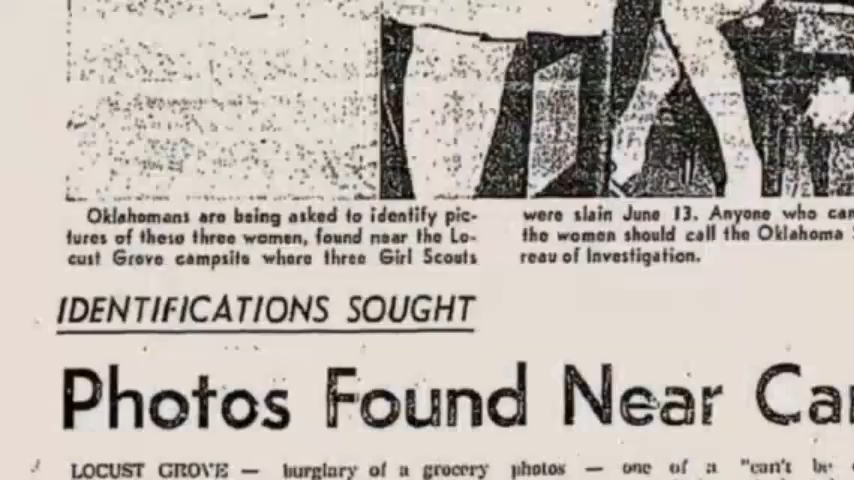 Oklahomans are being asked to identify pic-
tures of these three women, found near the Lo-
cust Grove campsite where three Girl Scouts
were slain June 13. Anyone who can
the women should call the Oklahoma
reau of Investigation.
IDENTIFICATIONS SOUGHT
Photos Found Near
LOCUST GROVE — burglary of a grocery photos — one of a "can't be